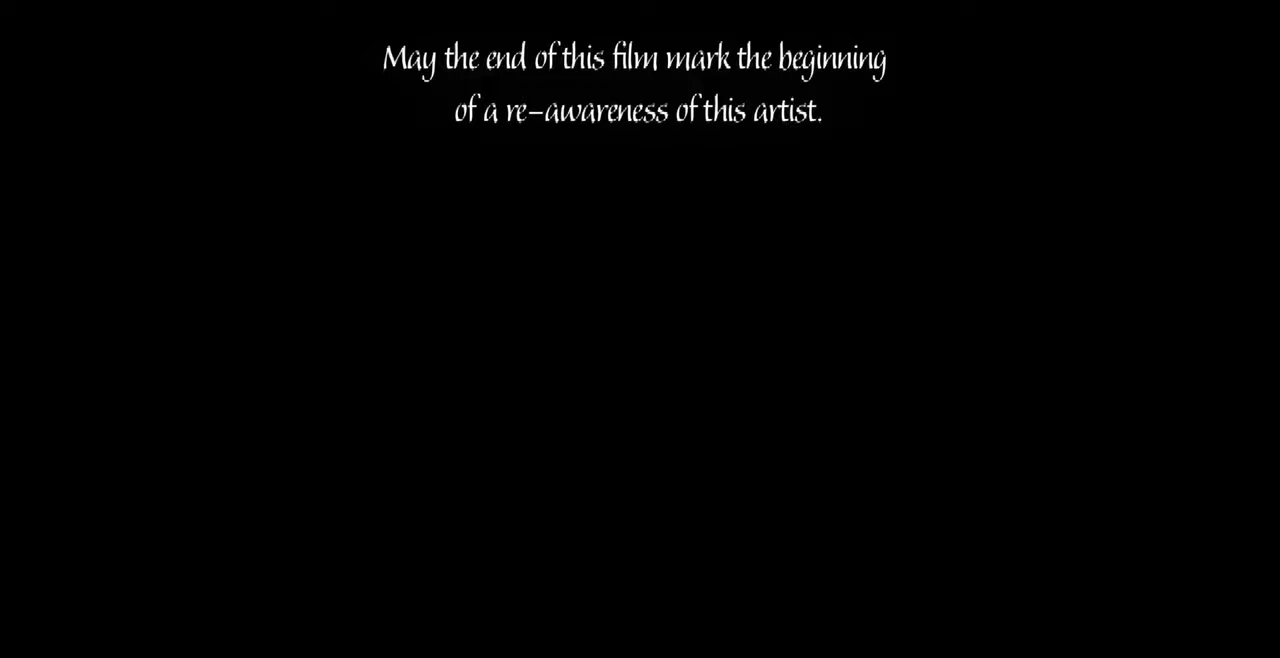 May the end of this film mark the beginning
of a re-awareness of this artist.